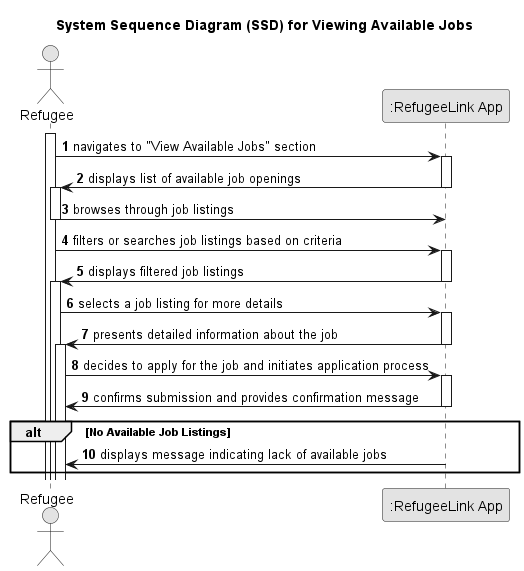 System Sequence Diagram (SSD) for Viewing Available Jobs
Refugee
:RefugeeLink App
1 navigates to "View Available Jobs" section
2 displays list of available job openings
3 browses through job listings
4 filters or searches job listings based on criteria
5 displays filtered job listings
6 selects a job listing for more details
7 presents detailed information about the job
8 decides to apply for the job and initiates application process
9 confirms submission and provides confirmation message
alt [No Available Job Listings]
10 displays message indicating lack of available jobs
Refugee
:RefugeeLink App